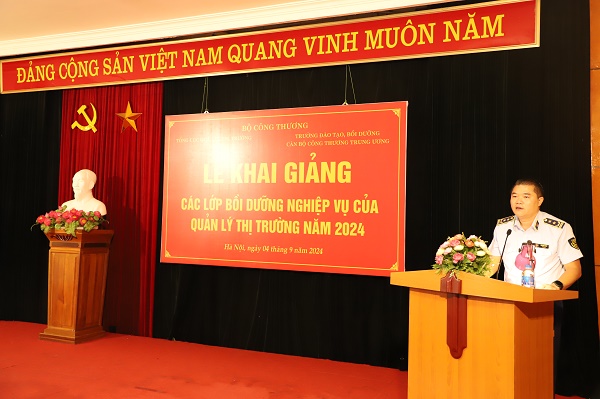 ĐẢNG CỘNG SẢN VIỆT NAM QUANG VINH MUÔN NĂM
BỘ CÔNG THƯƠNG
TRƯỜNG ĐÀO TẠO, BỒI DƯỠNG
CÁN BỘ CÔNG THƯƠNG TRUNG ƯƠNG
LỄ KHAI GIẢNG
CÁC LỚP BỒI DƯỠNG NGHIỆP VỤ CỦA
QUẢN LÝ THỊ TRƯỜNG NĂM 2024
Hà Nội, ngày 04 tháng 9 năm 2024